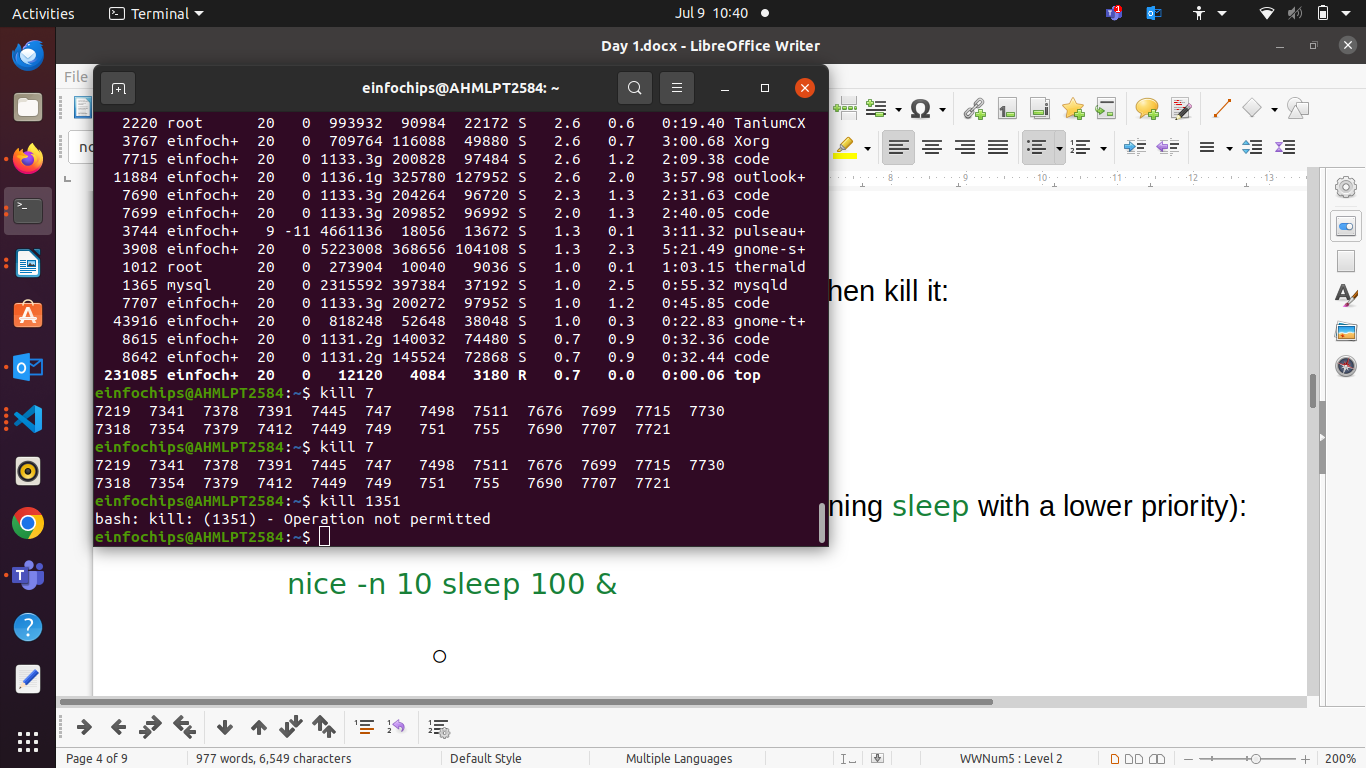 Activities
Terminal
Jul 9 10:40
1
Day 1.docx - LibreOffice Writer
File
einfochips@AHMLPT2584: ~
2220 root 20 0 993932 90984 22172 S 2.6 0.6 0:19.40 TaniumCX
3767 einfoch+ 20 0 709764 116088 49880 S 2.6 0.7 3:00.68 Xorg
7715 einfoch+ 20 0 1133.3g 200828 97484 S 2.6 1.2 2:09.38 code
11884 einfoch+ 20 0 1136.1g 325780 127952 S 2.6 2.0 3:57.98 outlook+
7690 einfoch+ 20 0 1133.3g 204264 96720 S 2.3 1.3 2:31.63 code
7699 einfoch+ 20 0 1133.3g 209852 96992 S 2.0 1.3 2:40.05 code
3744 einfoch+ 9 -11 4661136 18056 13672 S 1.3 0.1 3:11.32 pulseau+
3908 einfoch+ 20 0 5223008 368656 104108 S 1.3 2.3 5:21.49 gnome-s+
1012 root 20 0 273904 10040 9036 S 1.0 0.1 1:03.15 thermald
1365 mysql 20 0 2315592 397384 37192 S 1.0 2.5 0:55.32 mysqld
7707 einfoch+ 20 0 1133.3g 200272 97952 S 1.0 1.2 0:45.85 code
43916 einfoch+ 20 0 818248 52648 38048 S 1.0 0.3 0:22.83 gnome-t+
8615 einfoch+ 20 0 1131.2g 140032 74480 S 0.7 0.9 0:32.36 code
8642 einfoch+ 20 0 1131.2g 145524 72868 S 0.7 0.9 0:32.44 code
231085 einfoch+ 20 0 12120 4084 3180 R 0.7 0.0 0:00.06 top
einfochips@AHMLPT2584:~$ kill 7
7219 7341 7378 7391 7445 747 7498 7511 7676 7699 7715 7730
7318 7354 7379 7412 7449 749 751 755 7690 7707 7721
einfochips@AHMLPT2584:~$ kill 7
7219 7341 7378 7391 7445 747 7498 7511 7676 7699 7715 7730
7318 7354 7379 7412 7449 749 751 755 7690 7707 7721
einfochips@AHMLPT2584:~$ kill 1351
bash: kill: (1351) - Operation not permitted
einfochips@AHMLPT2584:~$
8 9 10 11 12 13
hen kill it:
ning sleep with a lower priority):
nice -n 10 sleep 100 &
Page 4 of 9
977 words, 6,549 characters
Default Style
Multiple Languages
WWNum5 : Level 2
200%